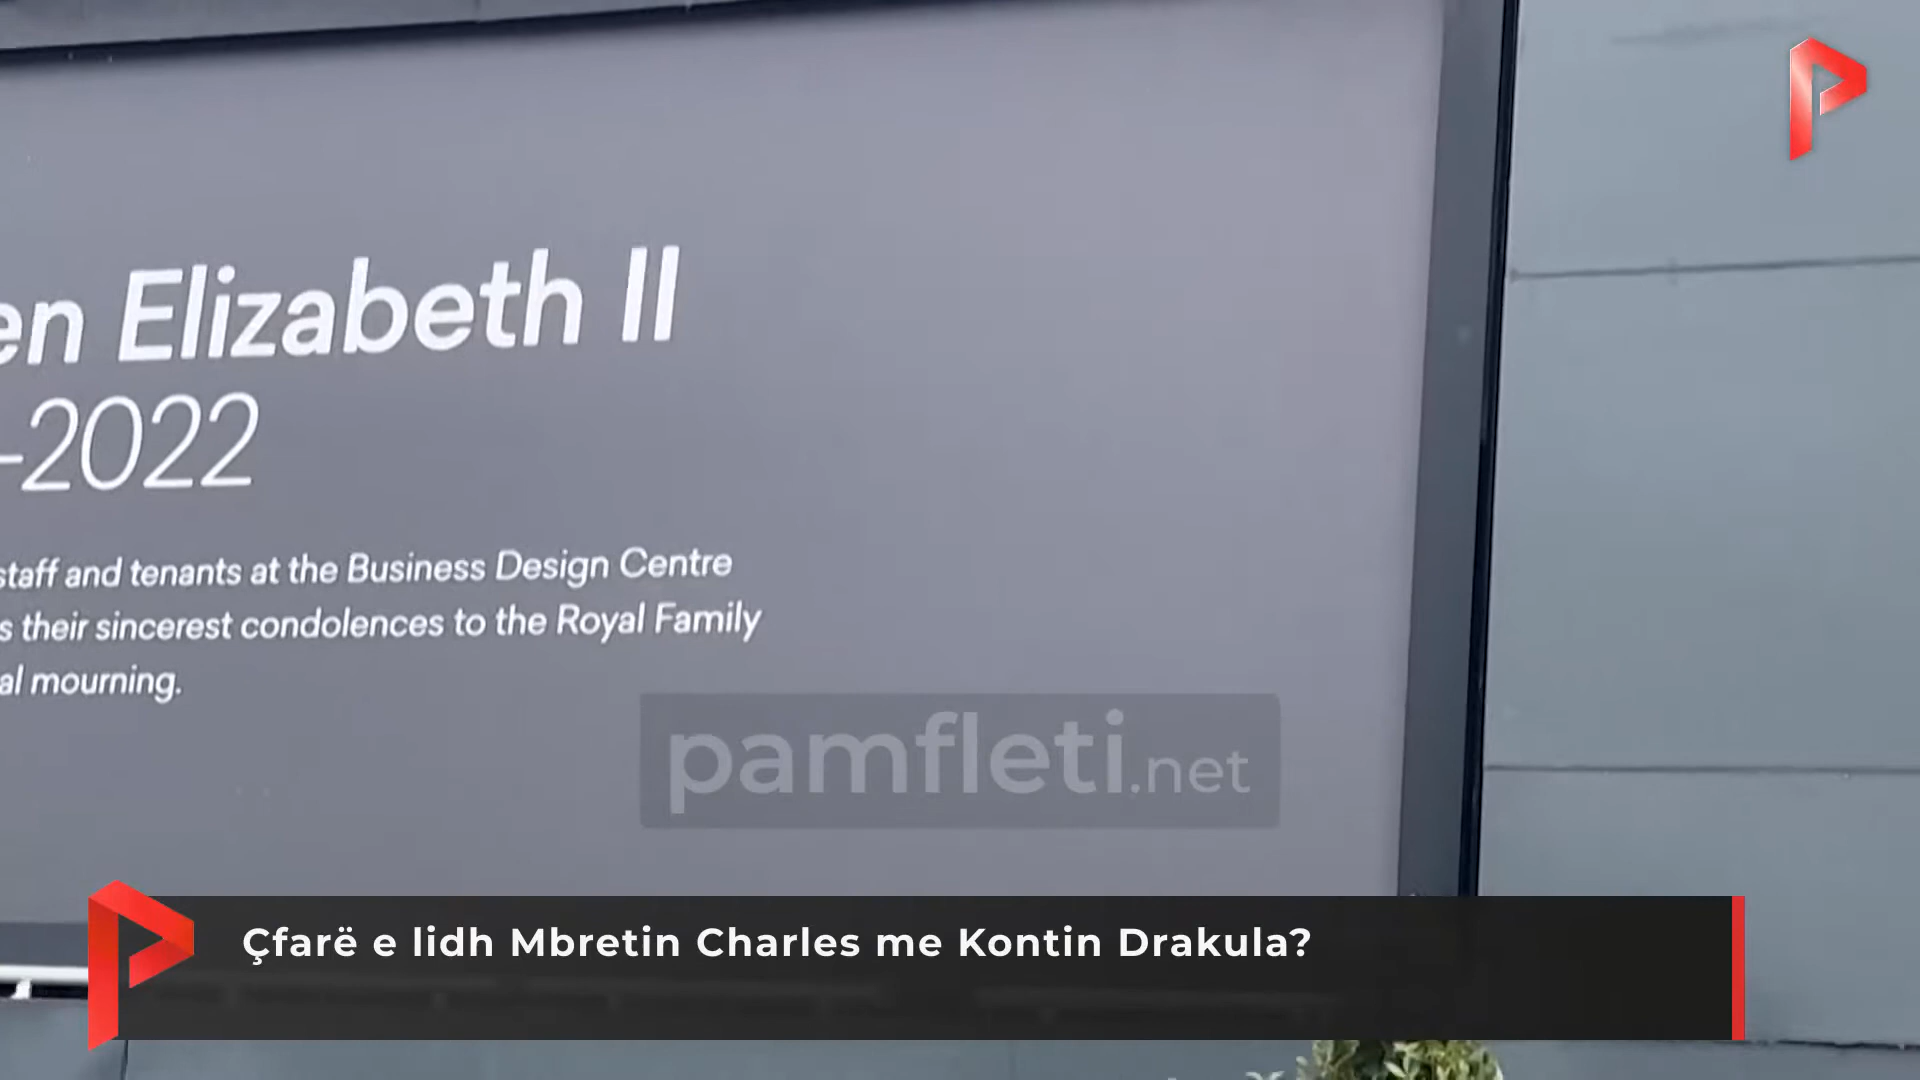 en Elizabeth II
-2022
staff and tenants at the Business Design Centre
s their sincerest condolences to the Royal Family
al mourning.
pamfleti.net
Çfarë e lidh Mbretin Charles me Kontin Drakula?